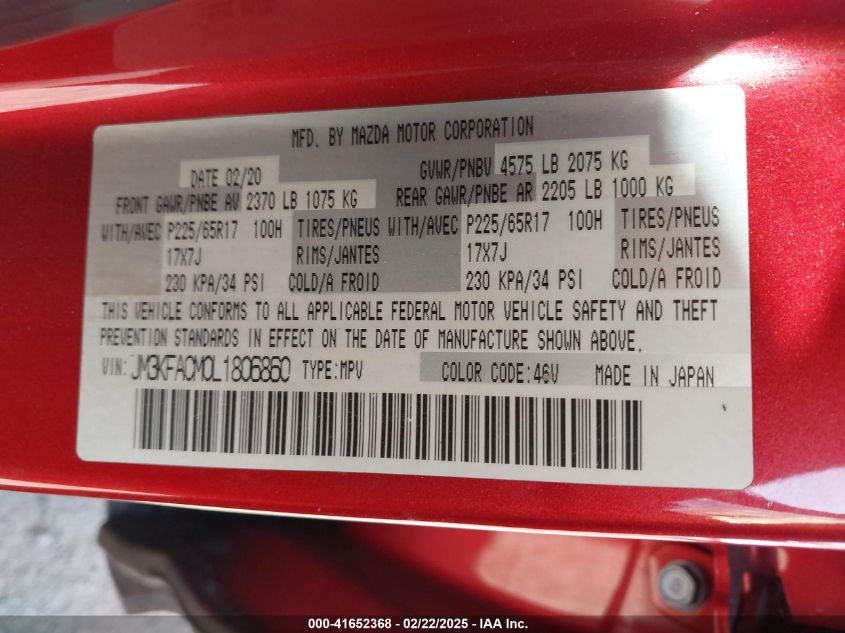 MFD. BY MAZDA MOTOR CORPORATION
DATE 02/20 GVWR/PNBV 4575 LB 2075 KG
FRONT GAWR/PNBE AV 2370 LB 1075 KG REAR GAWR/PNBE AR 2205 LB 1000 KG
WITH/AVEC P225/65R17 100H TIRES/PNEUS WITH/AVEC P225/65R17 100H TIRES/PNEUS
17X7J RIMS/JANTES 17X7J RIMS/JANTES
230 KPA/34 PSI COLD/A FROID 230 KPA/34 PSI COLD/A FROID
THIS VEHICLE CONFORMS TO ALL APPLICABLE FEDERAL MOTOR VEHICLE SAFETY AND THEFT
PREVENTION STANDARDS IN EFFECT ON THE DATE OF MANUFACTURE SHOWN ABOVE.
VIN: JM3KFACM0L1806860 TYPE:MPV COLOR CODE:46V MADE IN JAPAN
000-41652368 - 02/22/2025 - IAA Inc.